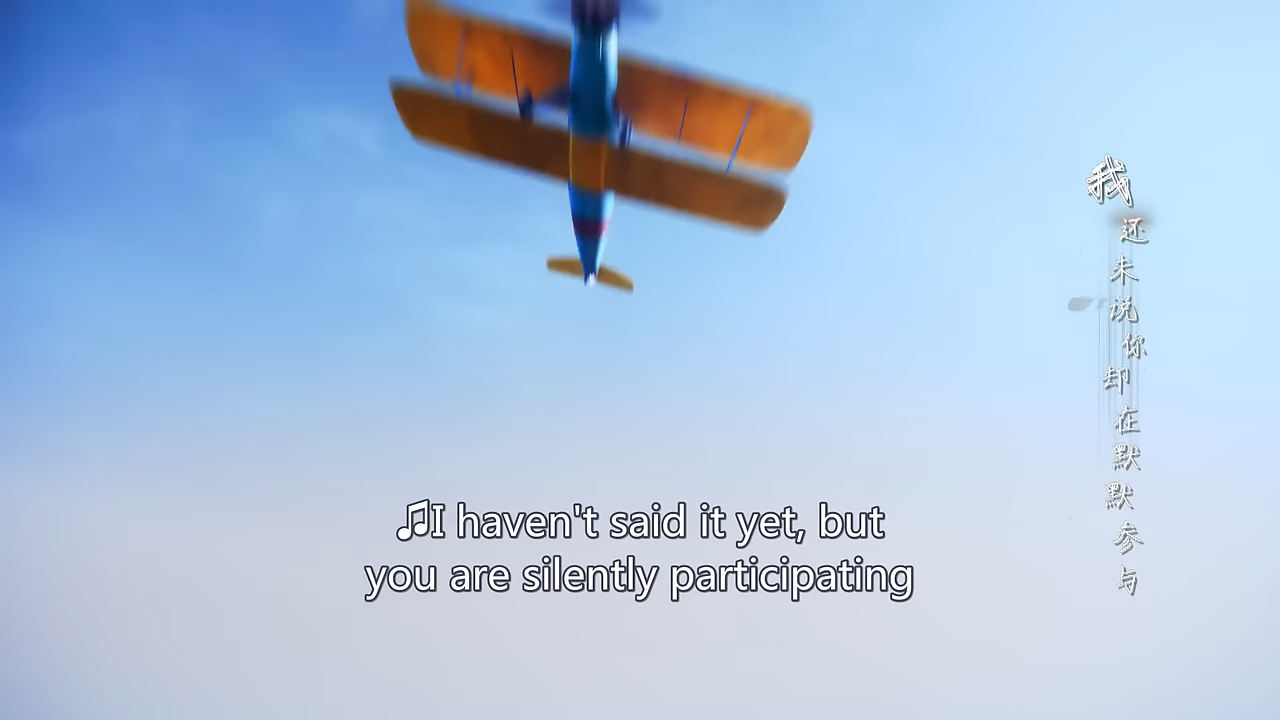 我还未说你却在默默参与
♫I haven't said it yet, but
you are silently participating